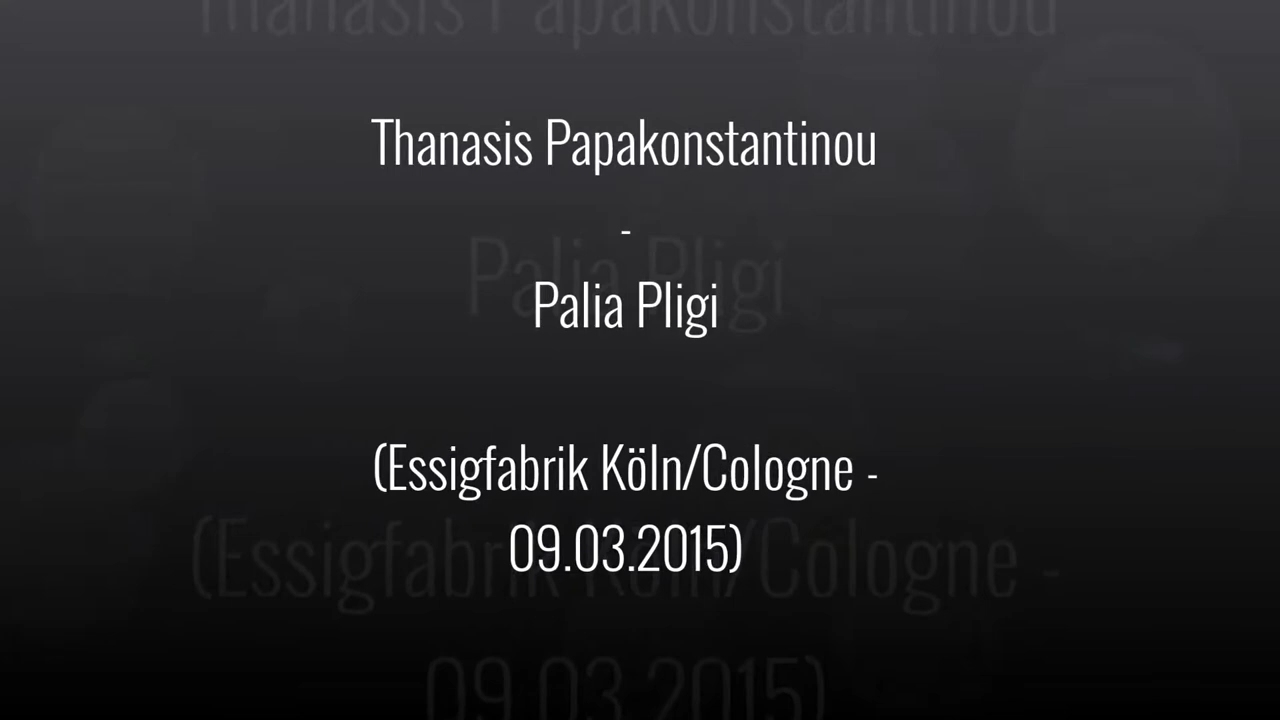 Thanasis Papakonstantinou
-
Palia Pligi
(Essigfabrik Köln/Cologne -
09.03.2015)